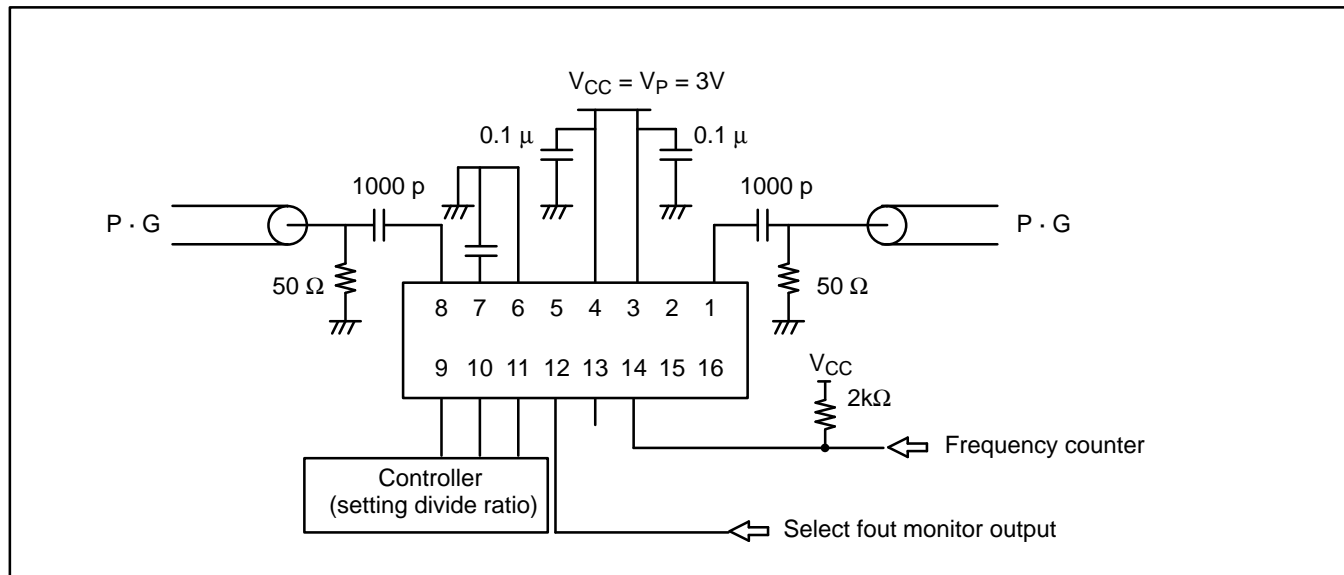 V_CC = V_P = 3V
0.1 μ
0.1 μ
1000 p
1000 p
P · G
P · G
50 Ω
50 Ω
8 7 6 5 4 3 2 1
9 10 11 12 13 14 15 16
V_CC
2kΩ
Frequency counter
Controller
(setting divide ratio)
Select fout monitor output